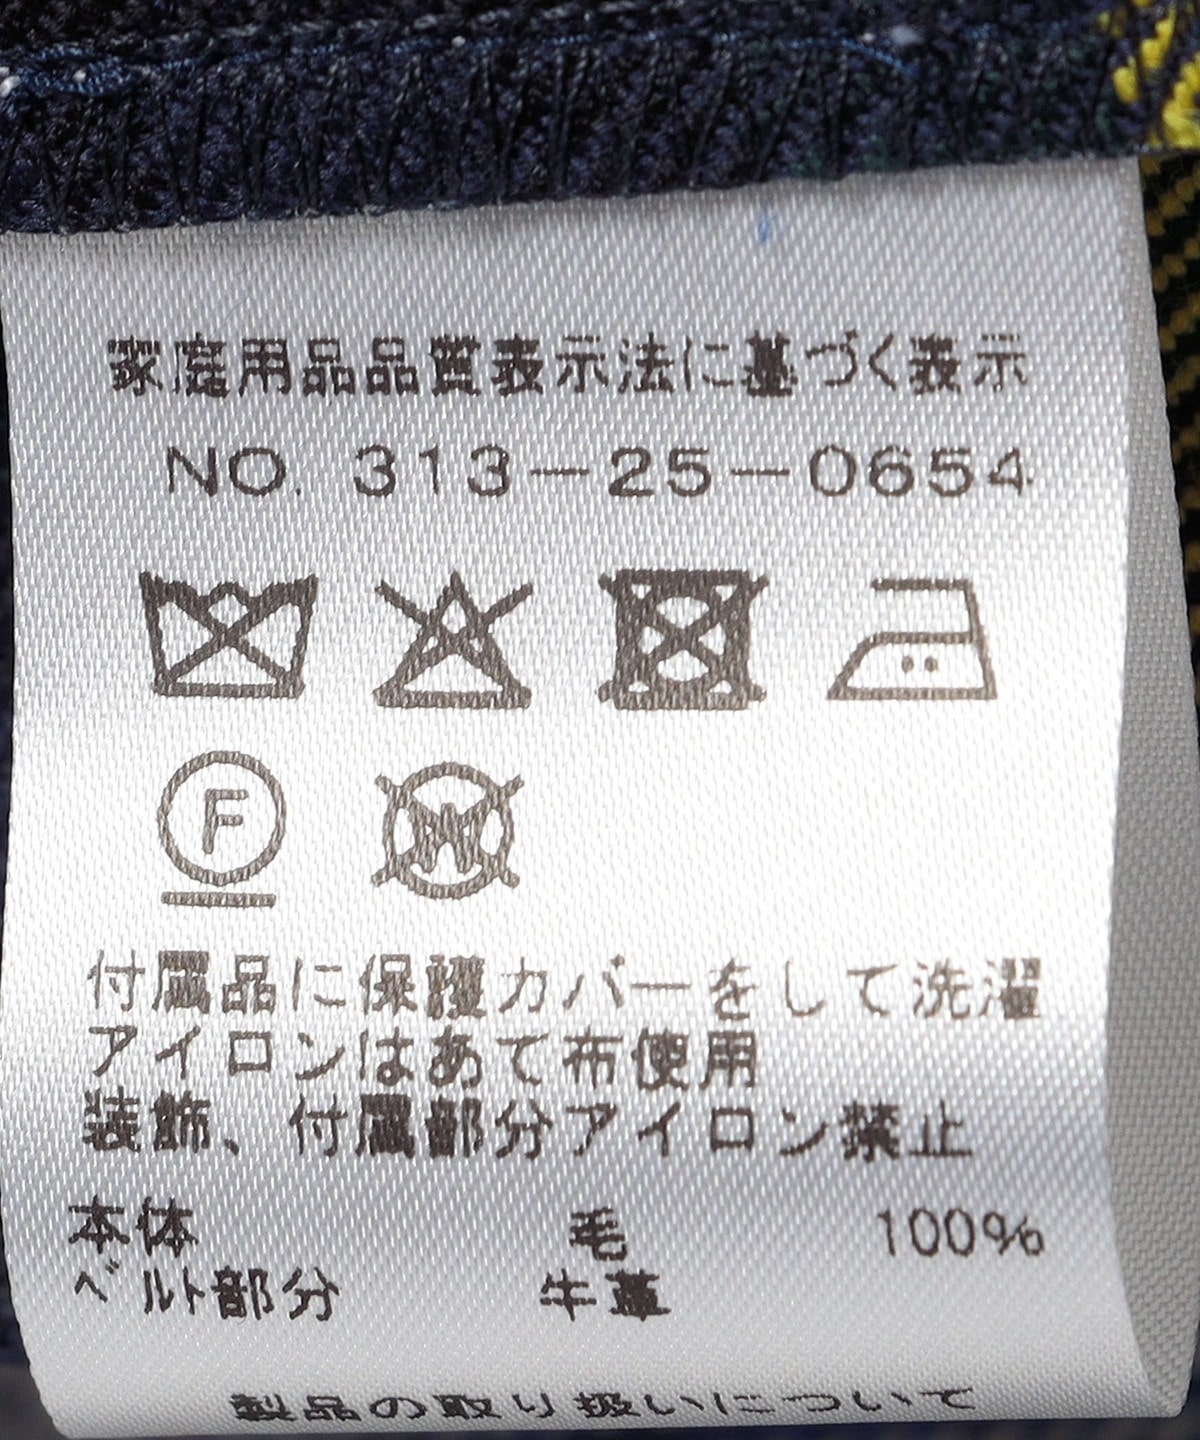 家庭用品品質表示法に基づく表示
NO. 313-25-0654
F
W
付属品に保護カバーをして洗濯
アイロンはあて布使用
装飾、付属部分アイロン禁止
本体 毛 100%
ベルト部分 牛革
製品の取り扱いについて